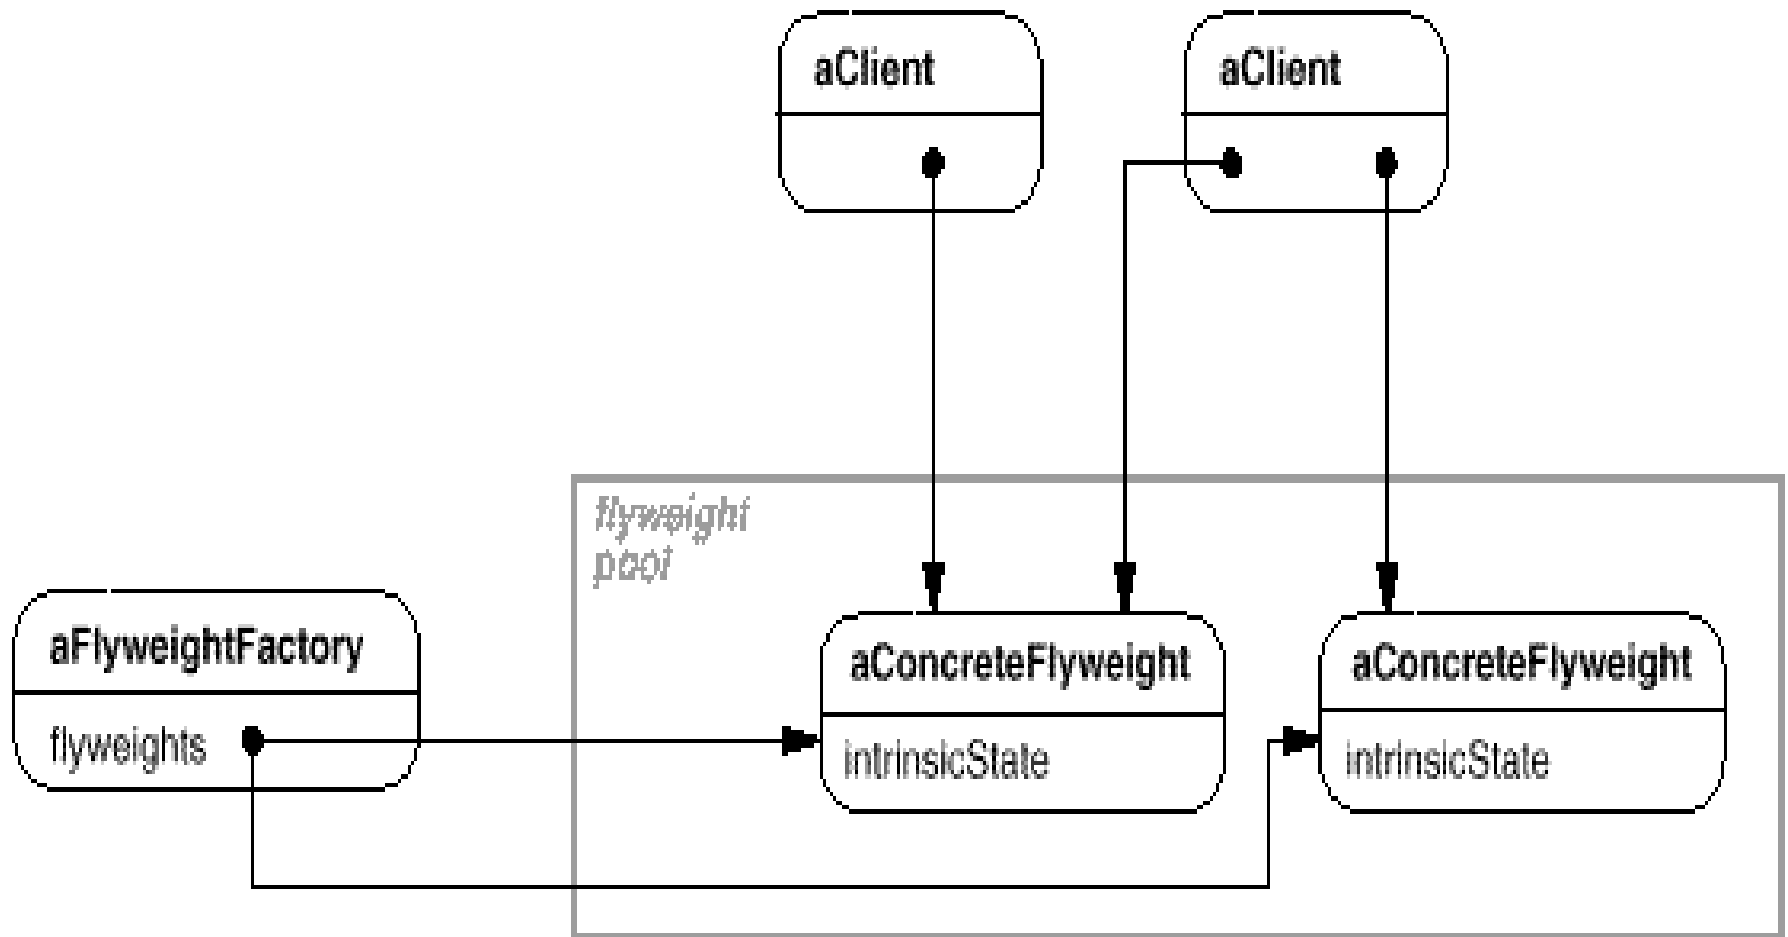 aClient
aClient
flyweight
pool
aFlyweightFactory
flyweights
aConcreteFlyweight
intrinsicState
aConcreteFlyweight
intrinsicState